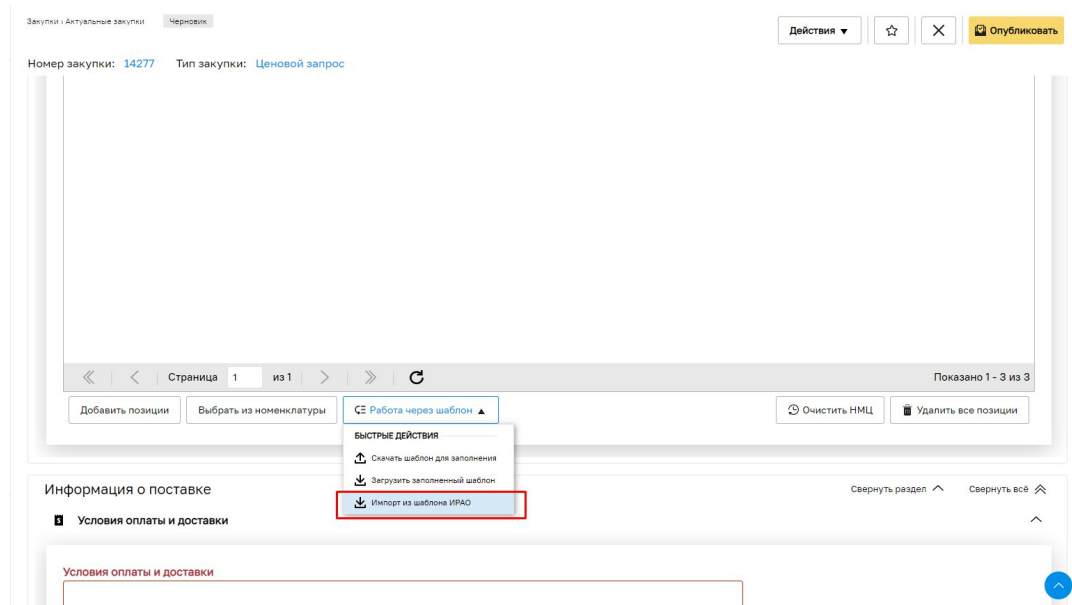 Закупки › Актуальные закупки Черновик
Действия ▼ Опубликовать
Номер закупки: 14277 Тип закупки: Ценовой запрос
Страница 1 из 1 Показано 1 - 3 из 3
Добавить позиции Выбрать из номенклатуры Работа через шаблон ▲ Очистить НМЦ Удалить все позиции
БЫСТРЫЕ ДЕЙСТВИЯ
Скачать шаблон для заполнения
Загрузить заполненный шаблон
Импорт из шаблона ИРАО
Информация о поставке Свернуть раздел Свернуть всё
Условия оплаты и доставки
Условия оплаты и доставки